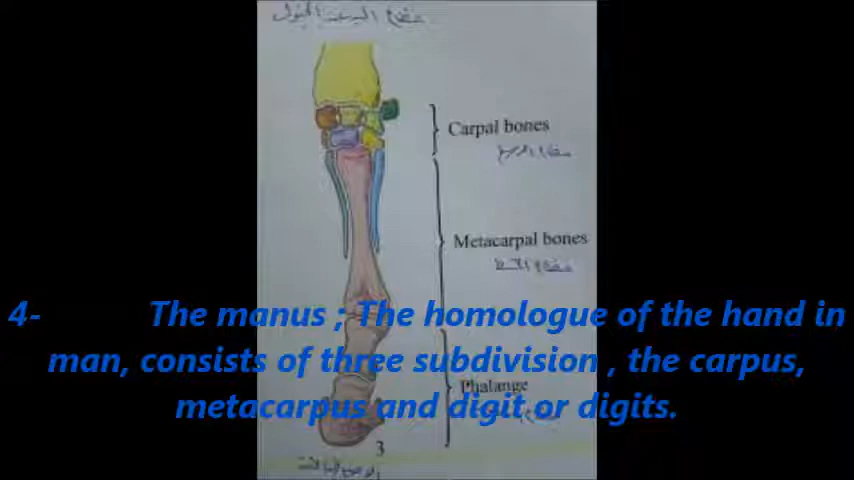 Carpal bones
Metacarpal bones
4- The manus ; The homologue of the hand in
man, consists of three subdivision , the carpus,
Phalange
metacarpus and digit or digits.
3